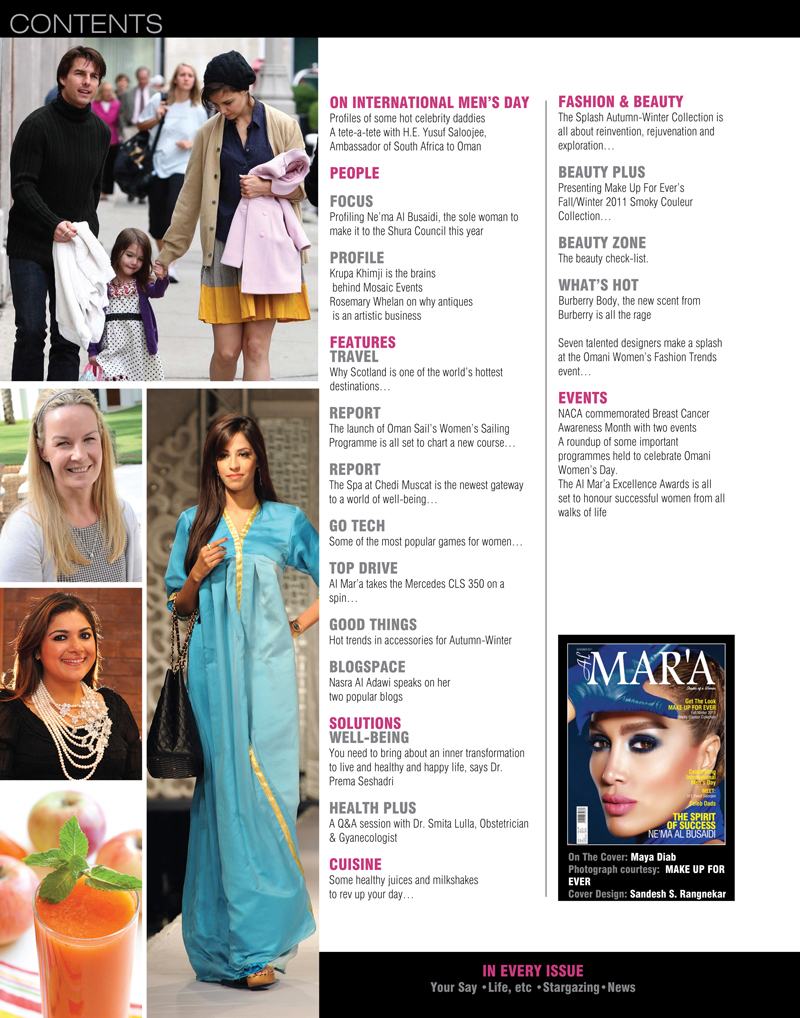 CONTENTS
ON INTERNATIONAL MEN'S DAY
Profiles of some hot celebrity daddies
A tete-a-tete with H.E. Yusuf Saloojee,
Ambassador of South Africa to Oman
PEOPLE
FOCUS
Profiling Ne'ma Al Busaidi, the sole woman to
make it to the Shura Council this year
PROFILE
Krupa Khimji is the brains
behind Mosaic Events
Rosemary Whelan on why antiques
is an artistic business
FEATURES
TRAVEL
Why Scotland is one of the world's hottest
destinations…
REPORT
The launch of Oman Sail's Women's Sailing
Programme is all set to chart a new course…
REPORT
The Spa at Chedi Muscat is the newest gateway
to a world of well-being…
GO TECH
Some of the most popular games for women…
TOP DRIVE
Al Mar'a takes the Mercedes CLS 350 on a
spin…
GOOD THINGS
Hot trends in accessories for Autumn-Winter
BLOGSPACE
Nasra Al Adawi speaks on her
two popular blogs
SOLUTIONS
WELL-BEING
You need to bring about an inner transformation
to live and healthy and happy life, says Dr.
Prema Seshadri
HEALTH PLUS
A Q&A session with Dr. Smita Lulla, Obstetrician
& Gyanecologist
CUISINE
Some healthy juices and milkshakes
to rev up your day…
FASHION & BEAUTY
The Splash Autumn-Winter Collection is
all about reinvention, rejuvenation and
exploration…
BEAUTY PLUS
Presenting Make Up For Ever's
Fall/Winter 2011 Smoky Couleur
Collection…
BEAUTY ZONE
The beauty check-list.
WHAT'S HOT
Burberry Body, the new scent from
Burberry is all the rage
Seven talented designers make a splash
at the Omani Women's Fashion Trends
event…
EVENTS
NACA commemorated Breast Cancer
Awareness Month with two events
A roundup of some important
programmes held to celebrate Omani
Women's Day.
The Al Mar'a Excellence Awards is all
set to honour successful women from all
walks of life
Al MAR'A
Shades of a Woman
Get The Look
MAKE UP FOR EVER
Celebrating
International
Men's Day
MEET:
Celeb Dads
THE SPIRIT
OF SUCCESS
NE'MA AL BUSAIDI
On The Cover: Maya Diab
Photograph courtesy: MAKE UP FOR
EVER
Cover Design: Sandesh S. Rangnekar
IN EVERY ISSUE
Your Say • Life, etc • Stargazing • News